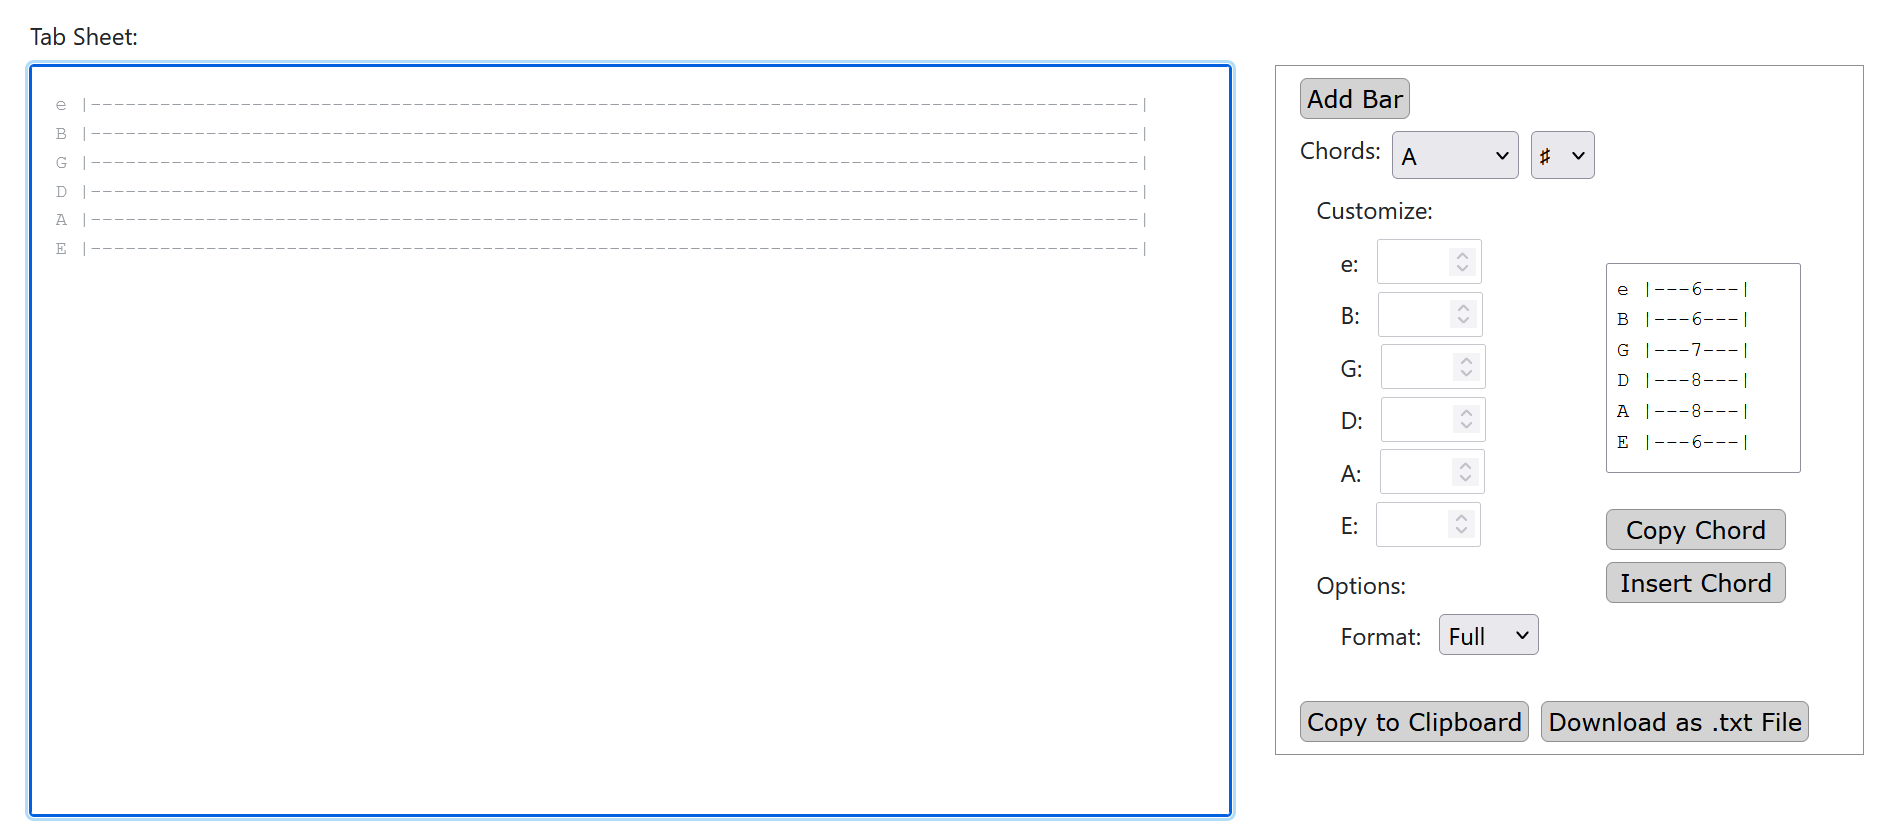 Tab Sheet:
e |-------------------------------------------------------------------------------------------|
B |-------------------------------------------------------------------------------------------|
G |-------------------------------------------------------------------------------------------|
D |-------------------------------------------------------------------------------------------|
A |-------------------------------------------------------------------------------------------|
E |-------------------------------------------------------------------------------------------|
Add Bar
Chords: A ♯
Customize:
e:
B:
G:
D:
A:
E:
e |---6---|
B |---6---|
G |---7---|
D |---8---|
A |---8---|
E |---6---|
Copy Chord
Insert Chord
Options:
Format: Full
Copy to Clipboard
Download as .txt File